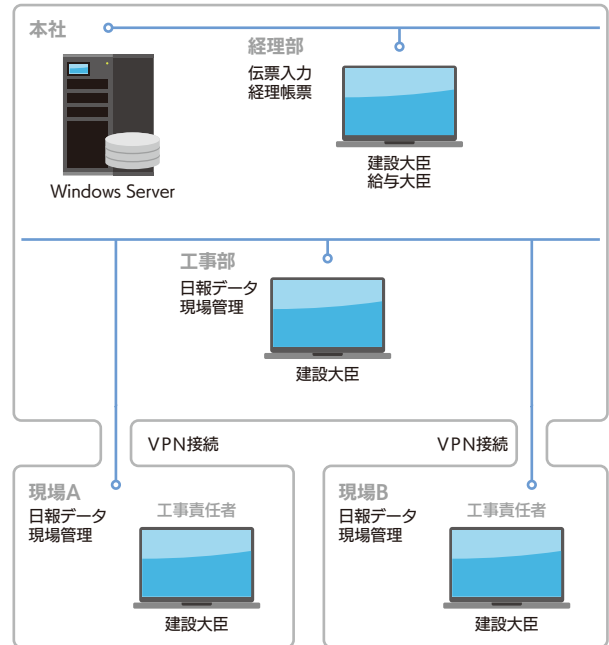 本社
経理部
伝票入力
経理帳票
建設大臣
給与大臣
Windows Server
工事部
日報データ
現場管理
建設大臣
VPN接続
VPN接続
現場A
日報データ
現場管理
工事責任者
建設大臣
現場B
日報データ
現場管理
工事責任者
建設大臣